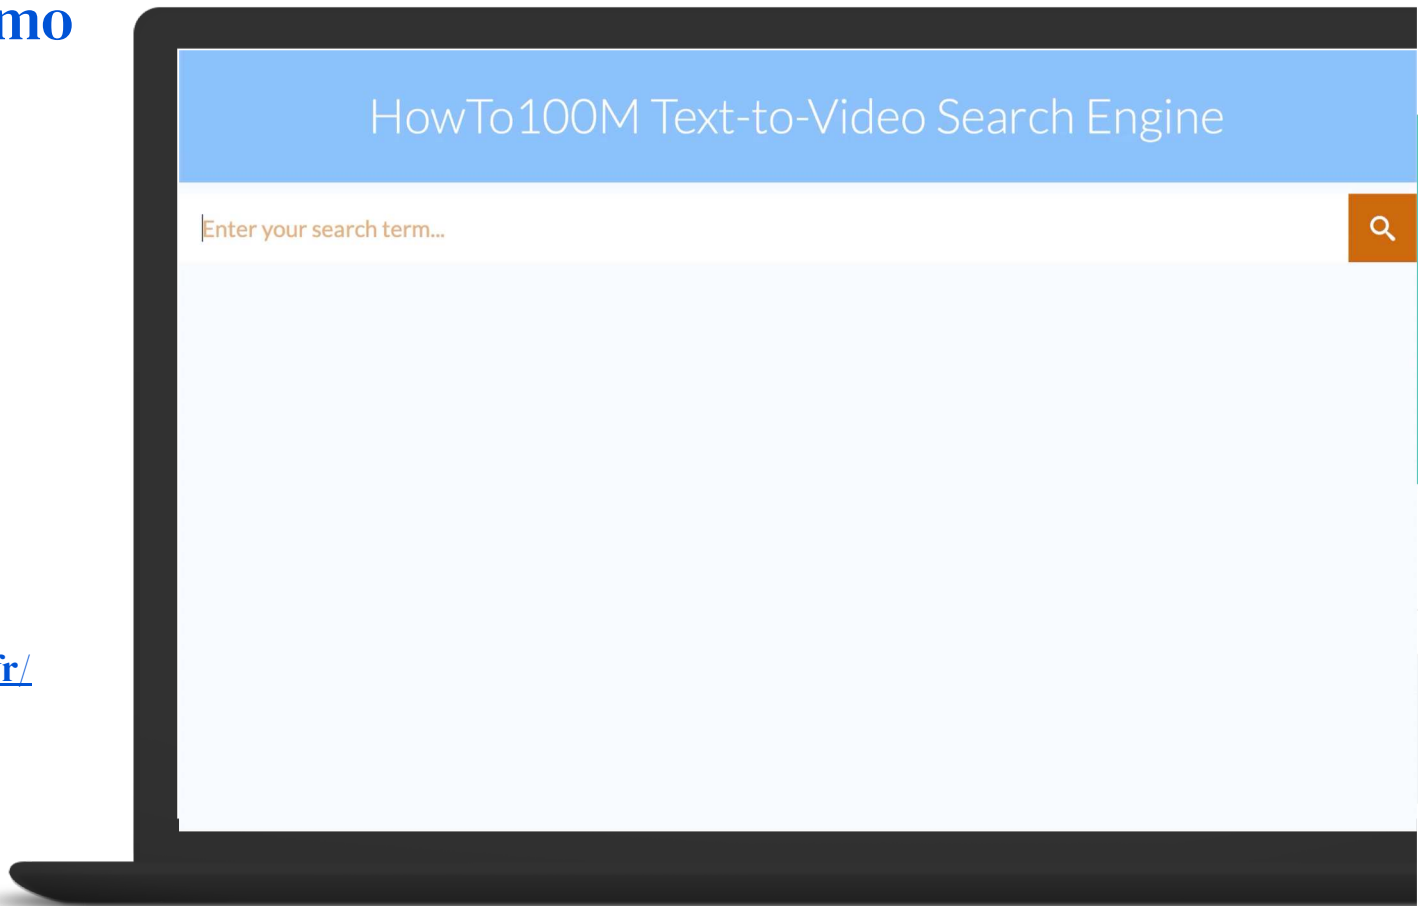 mo
HowTo100M Text-to-Video Search Engine
Enter your search term...
fr/